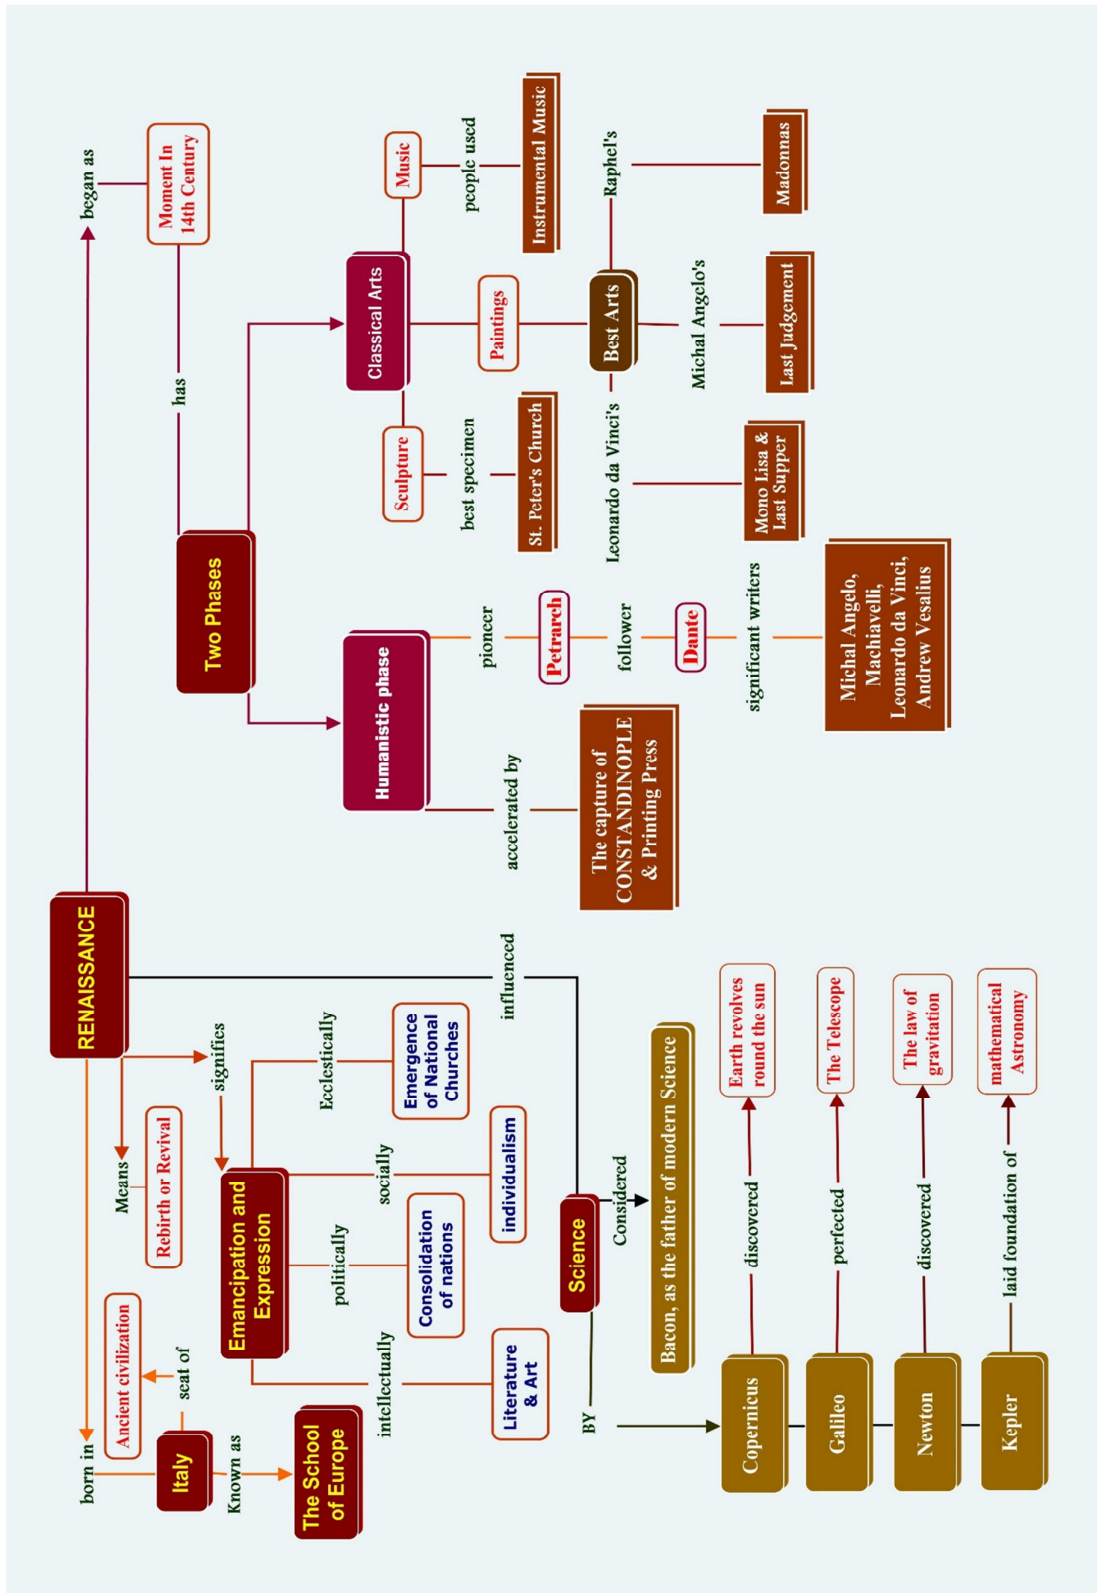 RENAISSANCE
born in
Italy
seat of
Ancient civilization
Known as
The School
of Europe
Means
Rebirth or Revival
signifies
Emancipation and
Expression
intellectually
Literature
& Art
politically
Consolidation
of nations
socially
individualism
Ecclestically
Emergence
of National
Churches
influenced
Science
Considered
Bacon, as the father of modern Science
BY
Copernicus
discovered
Earth revolves
round the sun
Galileo
perfected
The Telescope
Newton
discovered
The law of
gravitation
Kepler
laid foundation of
mathematical
Astronomy
began as
Moment In
14th Century
has
Two Phases
Humanistic phase
accelerated by
The capture of
CONSTANDINOPLE
& Printing Press
pioneer
Petrarch
follower
Dante
significant writers
Michal Angelo,
Machiavelli,
Leonardo da Vinci,
Andrew Vesalius
Classical Arts
Sculpture
best specimen
St. Peter's Church
Paintings
Best Arts
Leonardo da Vinci's
Mono Lisa &
Last Supper
Michal Angelo's
Last Judgement
Raphel's
Madonnas
Music
people used
Instrumental Music